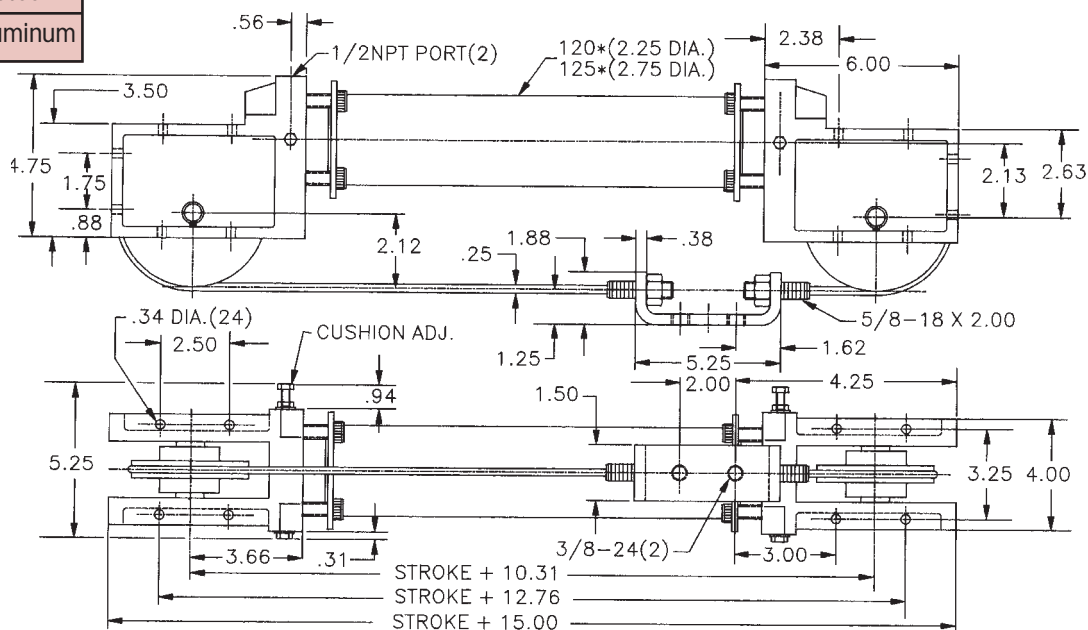 uminum
.56
1/2NPT PORT(2)
120*(2.25 DIA.)
125*(2.75 DIA.)
2.38
6.00
3.50
4.75
1.75
.88
2.12
.25
1.88
.38
2.13
2.63
5/8-18 X 2.00
.34 DIA.(24)
2.50
CUSHION ADJ.
1.25
5.25
1.62
2.00
4.25
.94
1.50
5.25
3.25
4.00
3.66
.31
3/8-24(2)
3.00
STROKE + 10.31
STROKE + 12.76
STROKE + 15.00